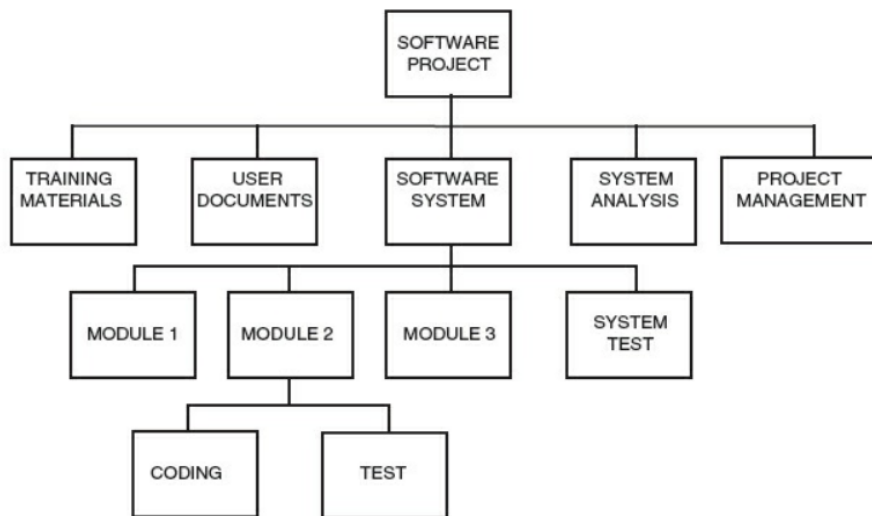 SOFTWARE
PROJECT
TRAINING
MATERIALS
USER
DOCUMENTS
SOFTWARE
SYSTEM
SYSTEM
ANALYSIS
PROJECT
MANAGEMENT
MODULE 1
MODULE 2
MODULE 3
SYSTEM
TEST
CODING
TEST